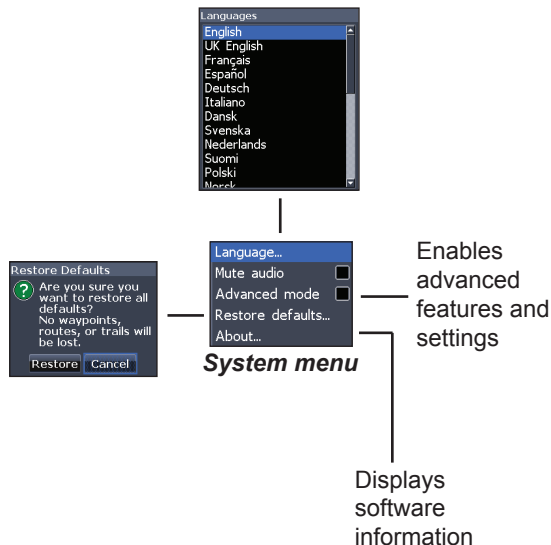 Languages
English
UK English
Français
Español
Deutsch
Italiano
Dansk
Svenska
Nederlands
Suomi
Polski
Norsk
Restore Defaults
Are you sure you
want to restore all
defaults?
No waypoints,
routes, or trails will
be lost.
Restore Cancel
Language...
Mute audio
Advanced mode
Restore defaults...
About...
System menu
Enables
advanced
features and
settings
Displays
software
information